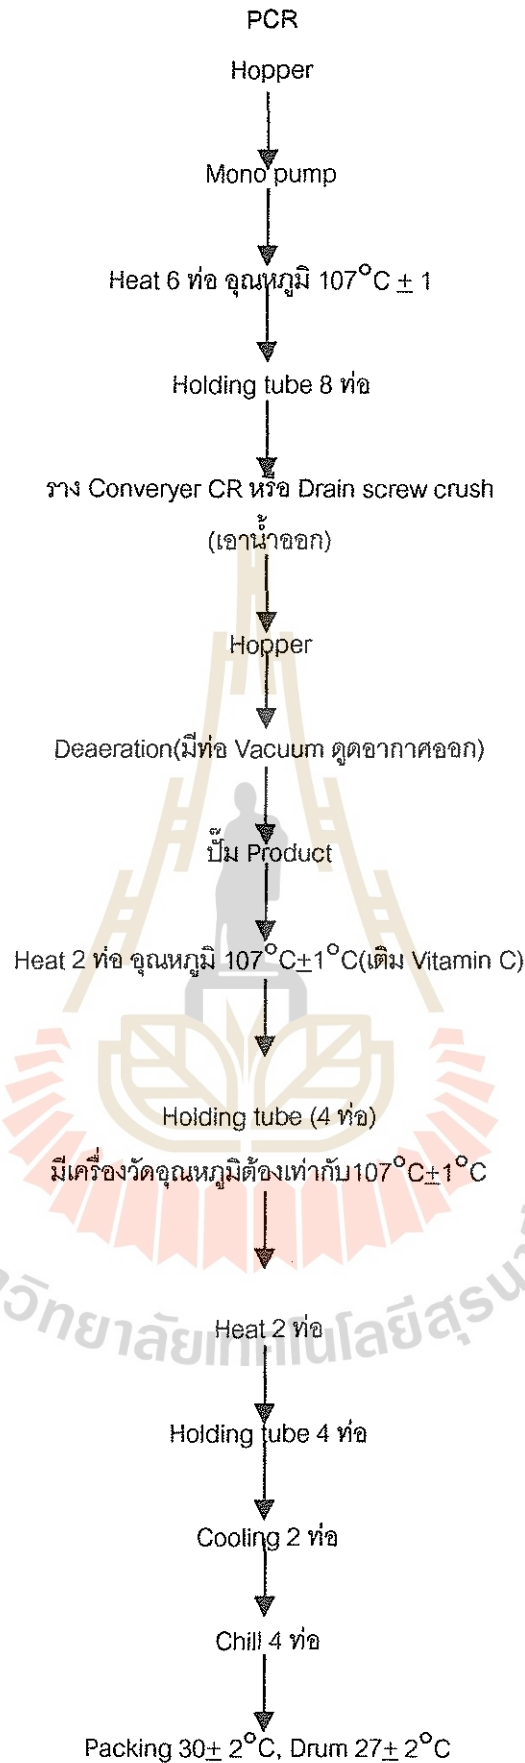 PCR
Hopper
Mono pump
Heat 6 ท่อ อุณหภูมิ 107°C ± 1
Holding tube 8 ท่อ
ราง Converyer CR หรือ Drain screw crush
(เอาน้ำออก)
Hopper
Deaeration(มีท่อ Vacuum ดูดอากาศออก)
ปั๊ม Product
Heat 2 ท่อ อุณหภูมิ 107°C±1°C(เติม Vitamin C)
Holding tube (4 ท่อ)
มีเครื่องวัดอุณหภูมิต้องเท่ากับ107°C±1°C
Heat 2 ท่อ
Holding tube 4 ท่อ
Cooling 2 ท่อ
Chill 4 ท่อ
Packing 30± 2°C, Drum 27± 2°C